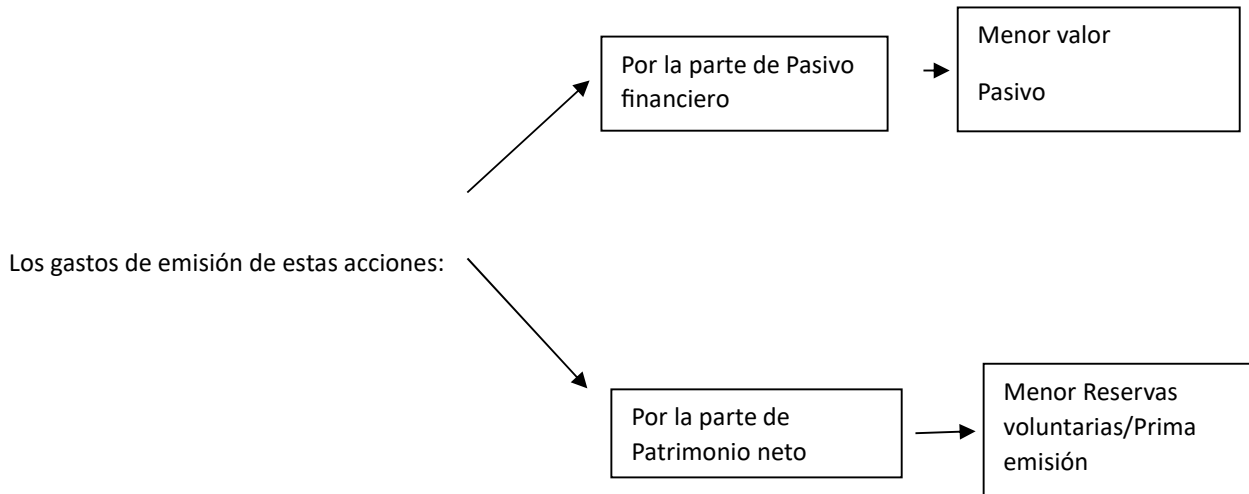 Por la parte de Pasivo
financiero
Menor valor
Pasivo
Los gastos de emisión de estas acciones:
Por la parte de
Patrimonio neto
Menor Reservas
voluntarias/Prima
emisión